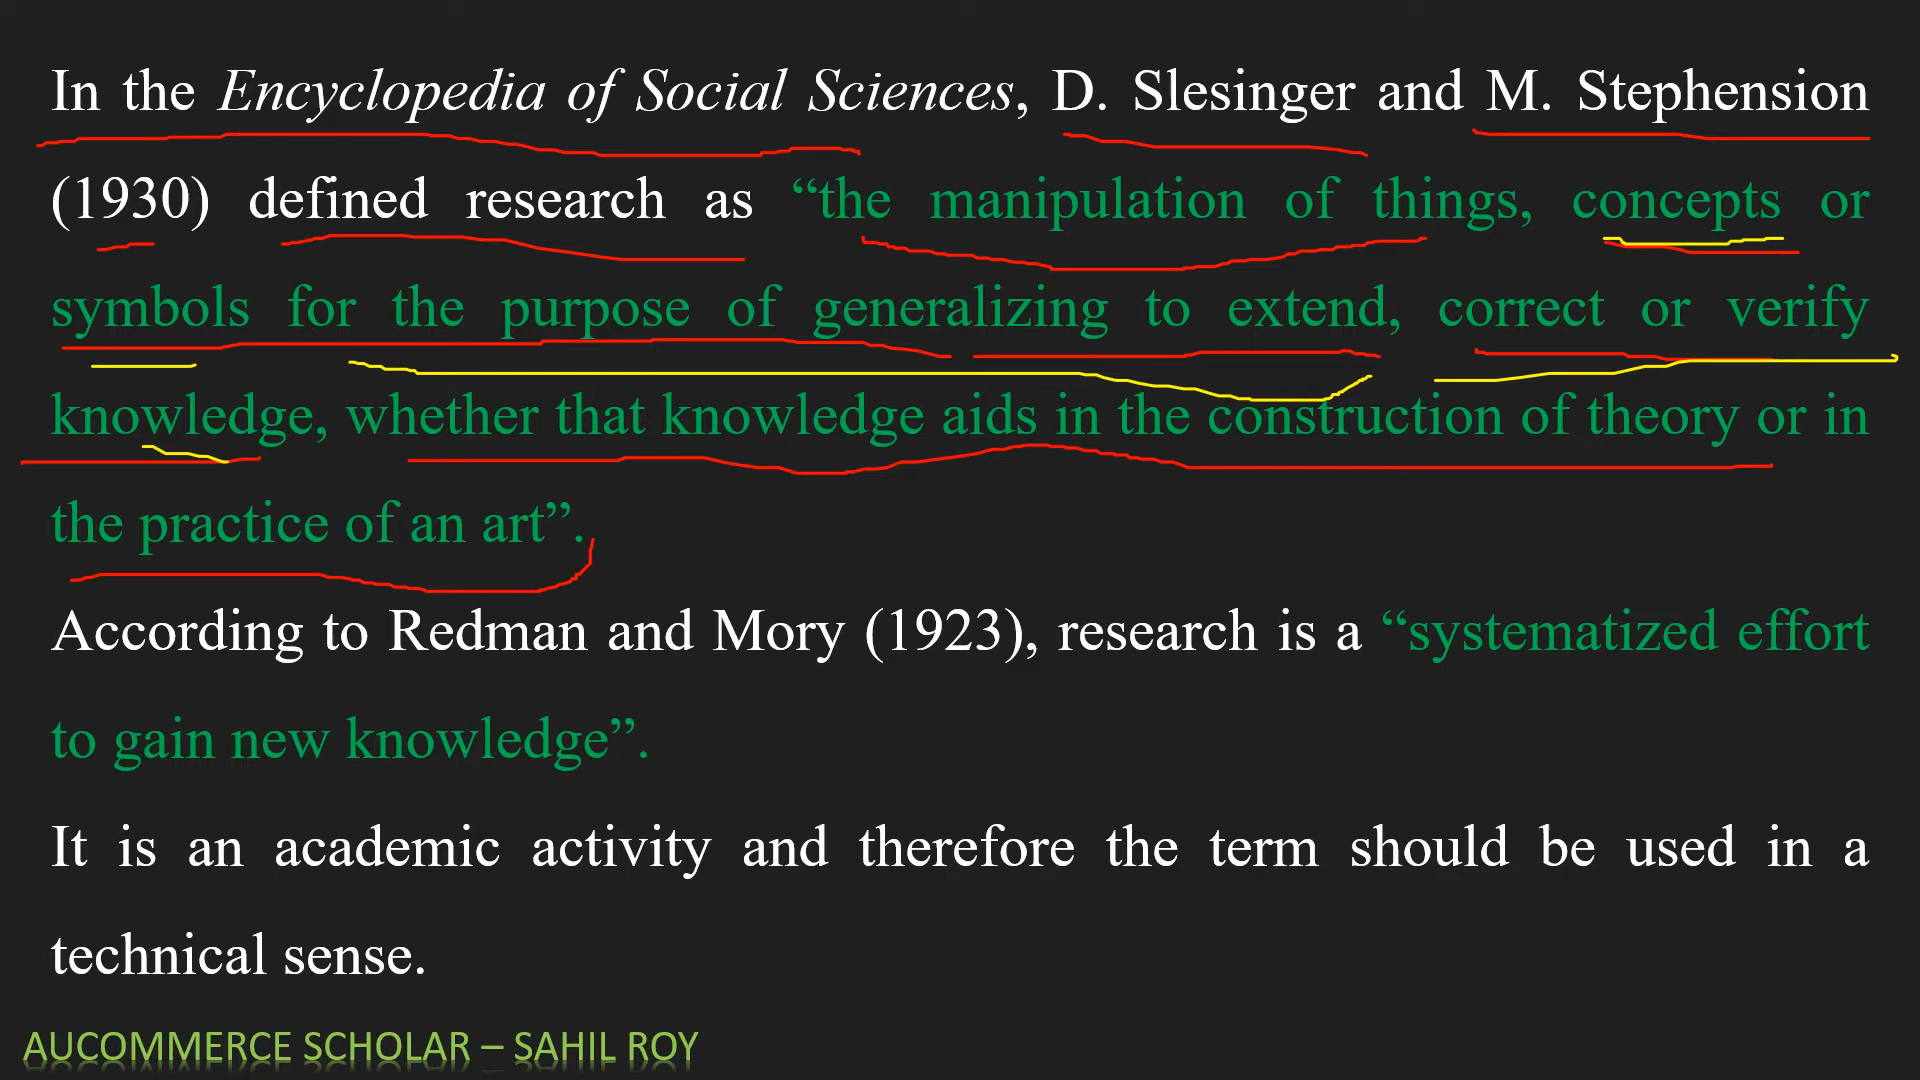 In the Encyclopedia of Social Sciences, D. Slesinger and M. Stephension
(1930) defined research as “the manipulation of things, concepts or
symbols for the purpose of generalizing to extend, correct or verify
knowledge, whether that knowledge aids in the construction of theory or in
the practice of an art”.
According to Redman and Mory (1923), research is a “systematized effort
to gain new knowledge”.
It is an academic activity and therefore the term should be used in a
technical sense.
AUCOMMERCE SCHOLAR – SAHIL ROY